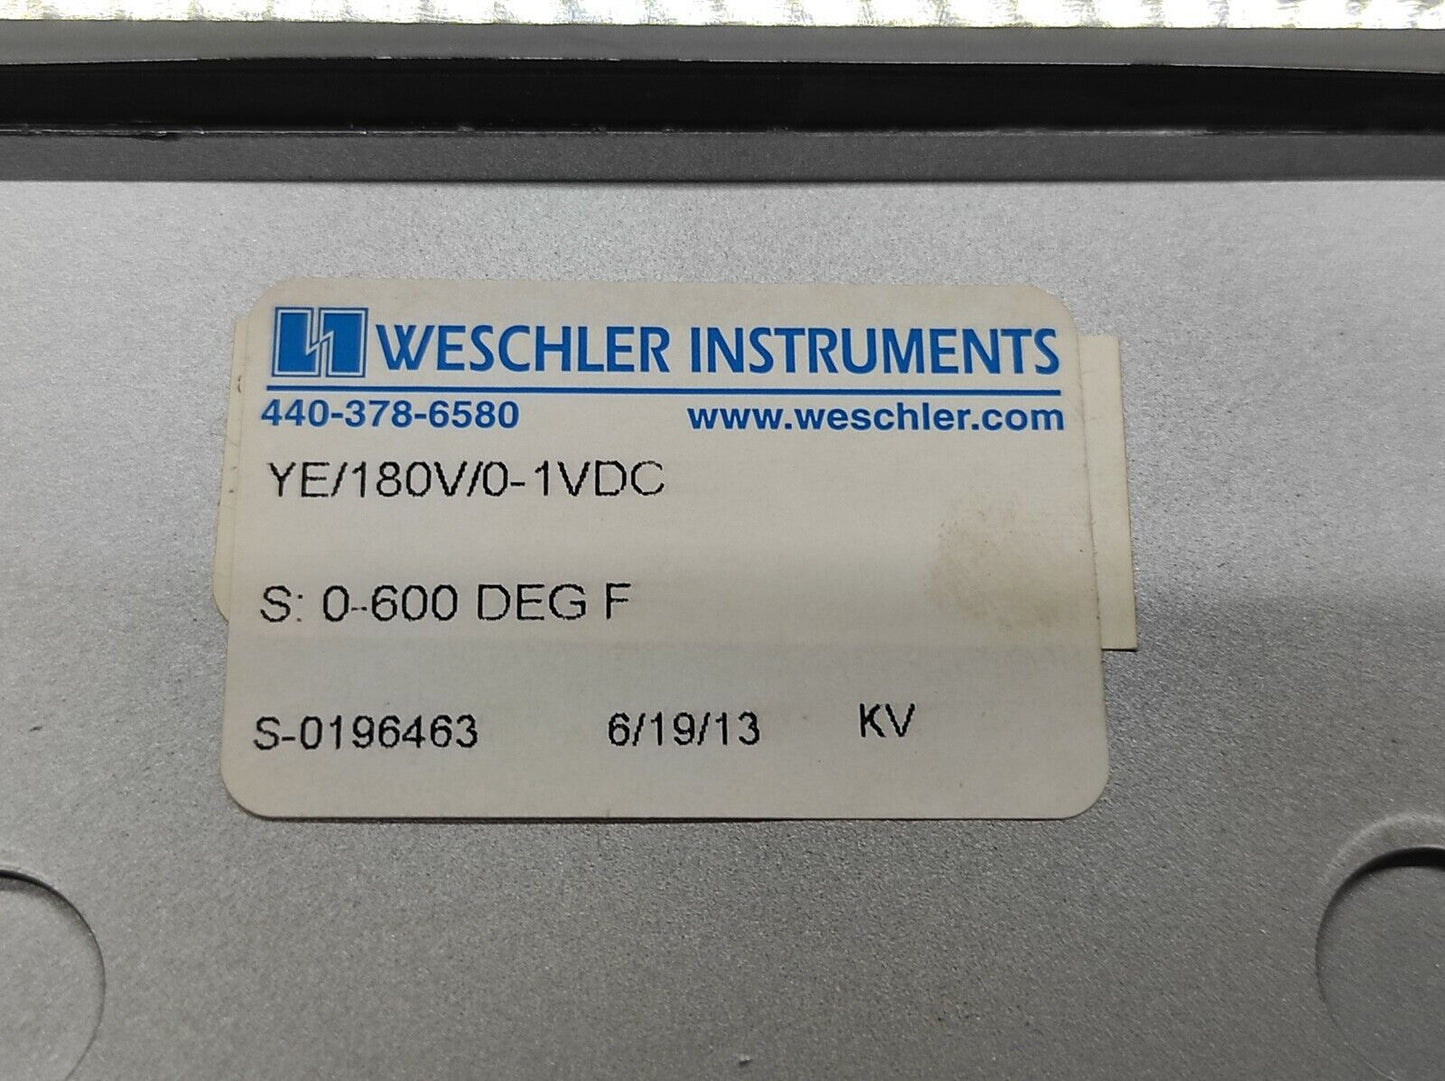 WESCHLER INSTRUMENTS
440-378-6580 www.weschler.com
YE/180V/0-1VDC
S: 0-600 DEG F
S-0196463 6/19/13 KV